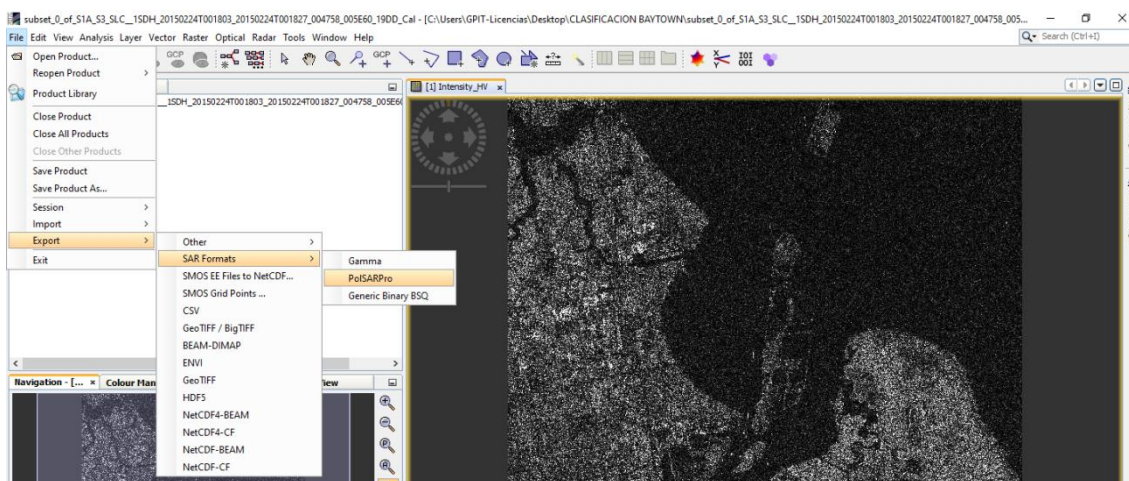 subset_0_of_S1A_S3_SLC__1SDH_20150224T001803_20150224T001827_004758_005E60_19DD_Cal - [C:\Users\GPIT-Licencias\Desktop\CLASIFICACION BAYTOWN\subset_0_of_S1A_S3_SLC__1SDH_20150224T001803_20150224T001827_004758_005...
File Edit View Analysis Layer Vector Raster Optical Radar Tools Window Help
Search (Ctrl+I)
Open Product...
Reopen Product
Product Library
Close Product
Close All Products
Close Other Products
Save Product
Save Product As...
Session
Import
Export
Exit
GCP
GCP
__1SDH_20150224T001803_20150224T001827_004758_005E6
[1] Intensity_HV
Other
SAR Formats
SMOS EE Files to NetCDF...
SMOS Grid Points ...
CSV
GeoTIFF / BigTIFF
BEAM-DIMAP
ENVI
GeoTIFF
HDF5
NetCDF4-BEAM
NetCDF4-CF
NetCDF-BEAM
NetCDF-CF
Gamma
PolSARPro
Generic Binary BSQ
Navigation - [... Colour Man
iew